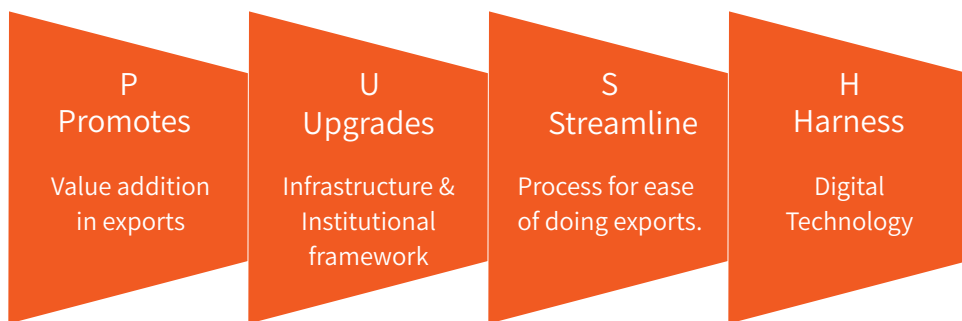 P
Promotes
Value addition
in exports
U
Upgrades
Infrastructure &
Institutional
framework
S
Streamline
Process for ease
of doing exports.
H
Harness
Digital
Technology